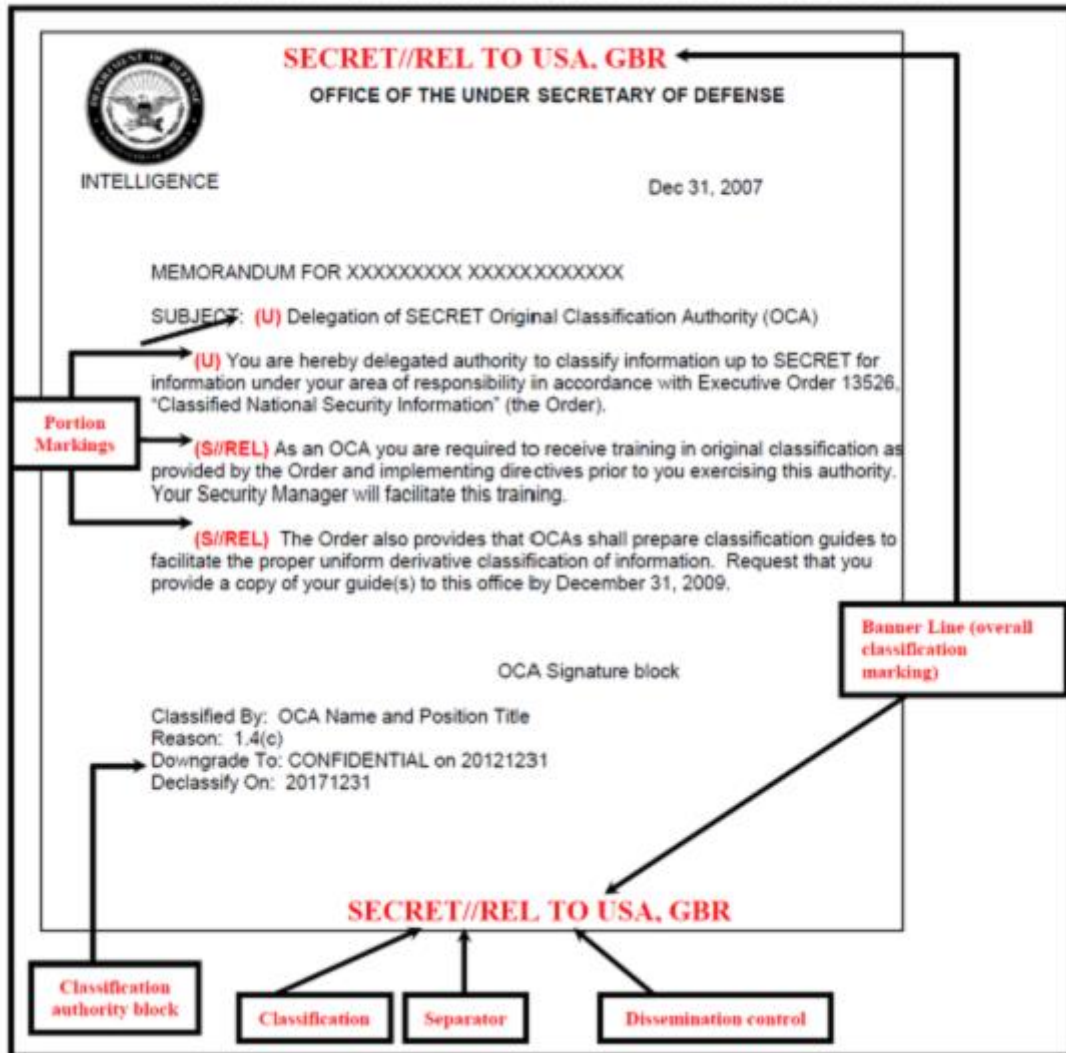 SECRET//REL TO USA, GBR
OFFICE OF THE UNDER SECRETARY OF DEFENSE
DEPARTMENT OF DEFENSE
INTELLIGENCE
Dec 31, 2007
MEMORANDUM FOR XXXXXXXXX XXXXXXXXXXXX
SUBJECT: (U) Delegation of SECRET Original Classification Authority (OCA)
(U) You are hereby delegated authority to classify information up to SECRET for
information under your area of responsibility in accordance with Executive Order 13526,
"Classified National Security Information" (the Order).
Portion
Markings
(S//REL) As an OCA you are required to receive training in original classification as
provided by the Order and implementing directives prior to you exercising this authority.
Your Security Manager will facilitate this training.
(S//REL) The Order also provides that OCAs shall prepare classification guides to
facilitate the proper uniform derivative classification of information. Request that you
provide a copy of your guide(s) to this office by December 31, 2009.
Banner Line (overall
classification
marking)
OCA Signature block
Classified By: OCA Name and Position Title
Reason: 1.4(c)
Downgrade To: CONFIDENTIAL on 20121231
Declassify On: 20171231
SECRET//REL TO USA, GBR
Classification
authority block
Classification
Separator
Dissemination control